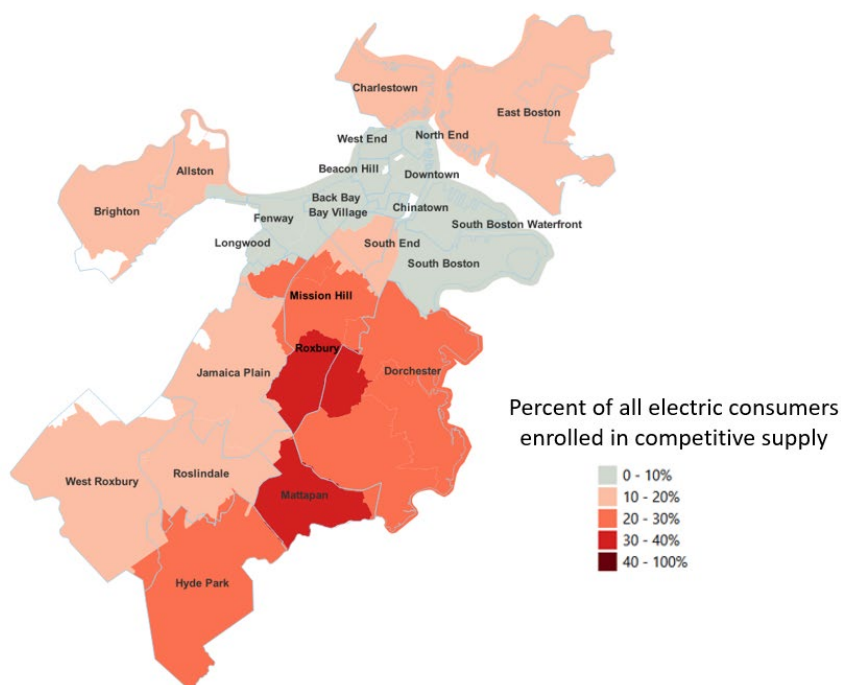 Charlestown
East Boston
West End
North End
Allston
Beacon Hill
Downtown
Back Bay
Bay Village
Chinatown
Brighton
Fenway
South Boston Waterfront
Longwood
South End
South Boston
Mission Hill
Roxbury
Jamaica Plain
Dorchester
Percent of all electric consumers
enrolled in competitive supply
West Roxbury
Roslindale
Mattapan
0 - 10%
10 - 20%
20 - 30%
30 - 40%
40 - 100%
Hyde Park